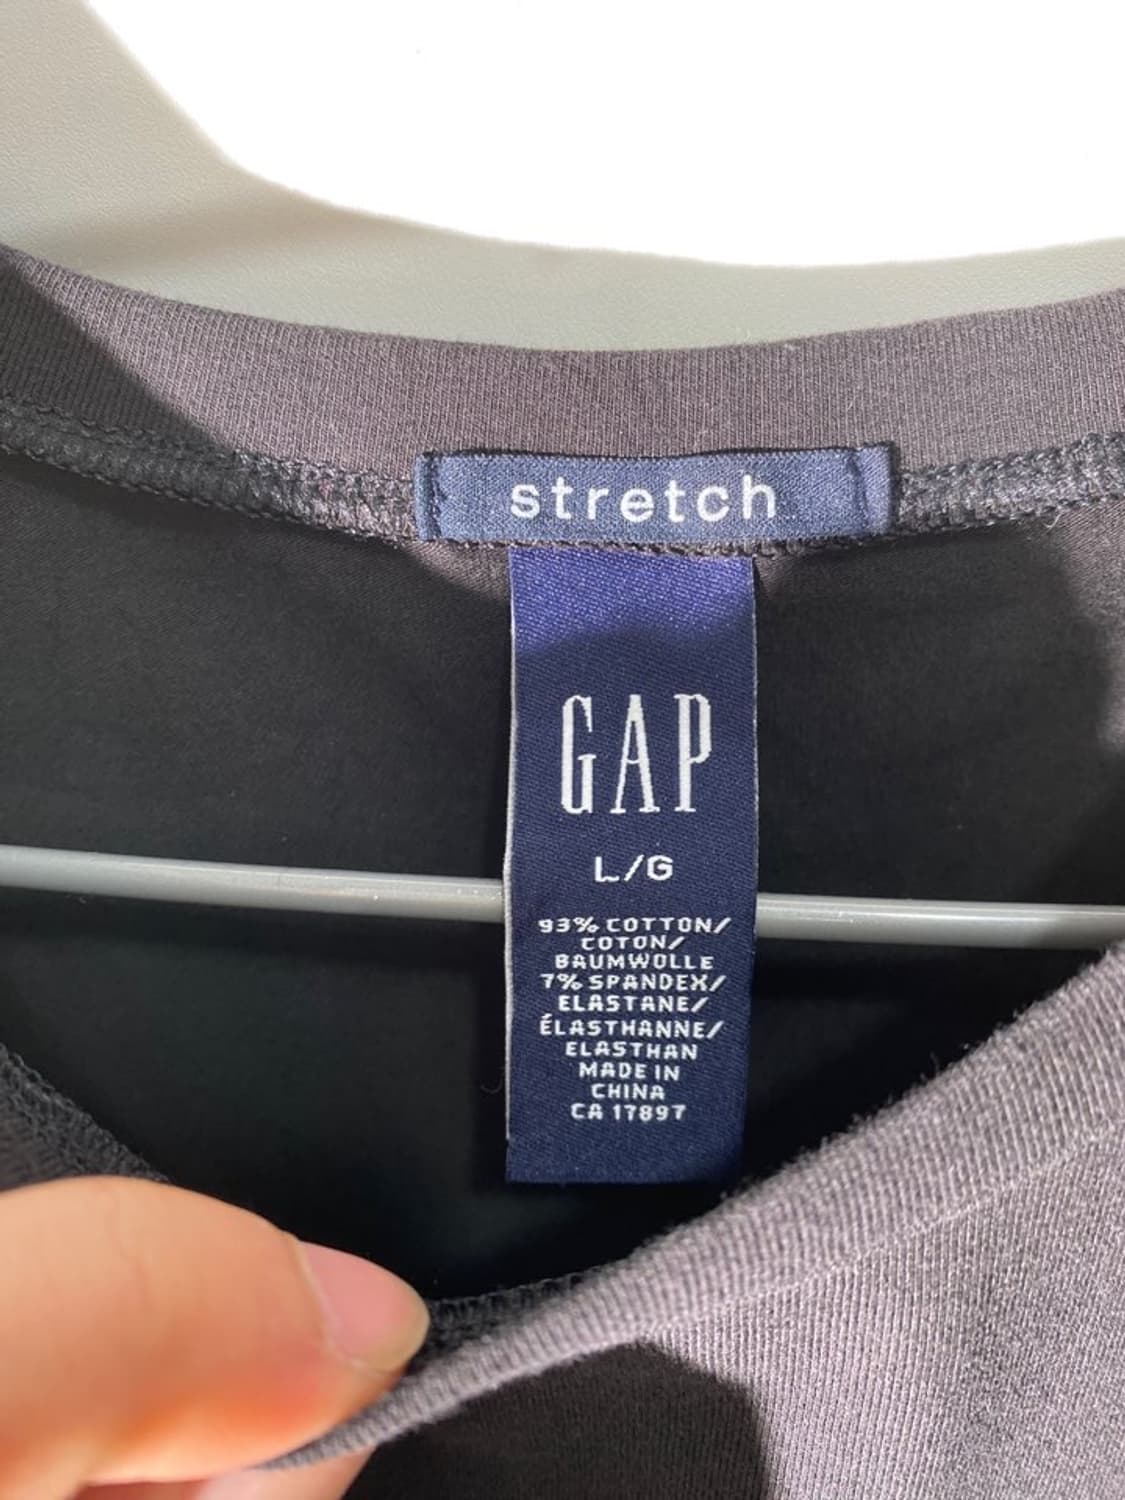 stretch
GAP
L/G
93% COTTON/
COTON/
BAUMWOLLE
7% SPANDEX/
ELASTANE/
ÉLASTHANNE/
ELASTHAN
MADE IN
CHINA
CA 17897